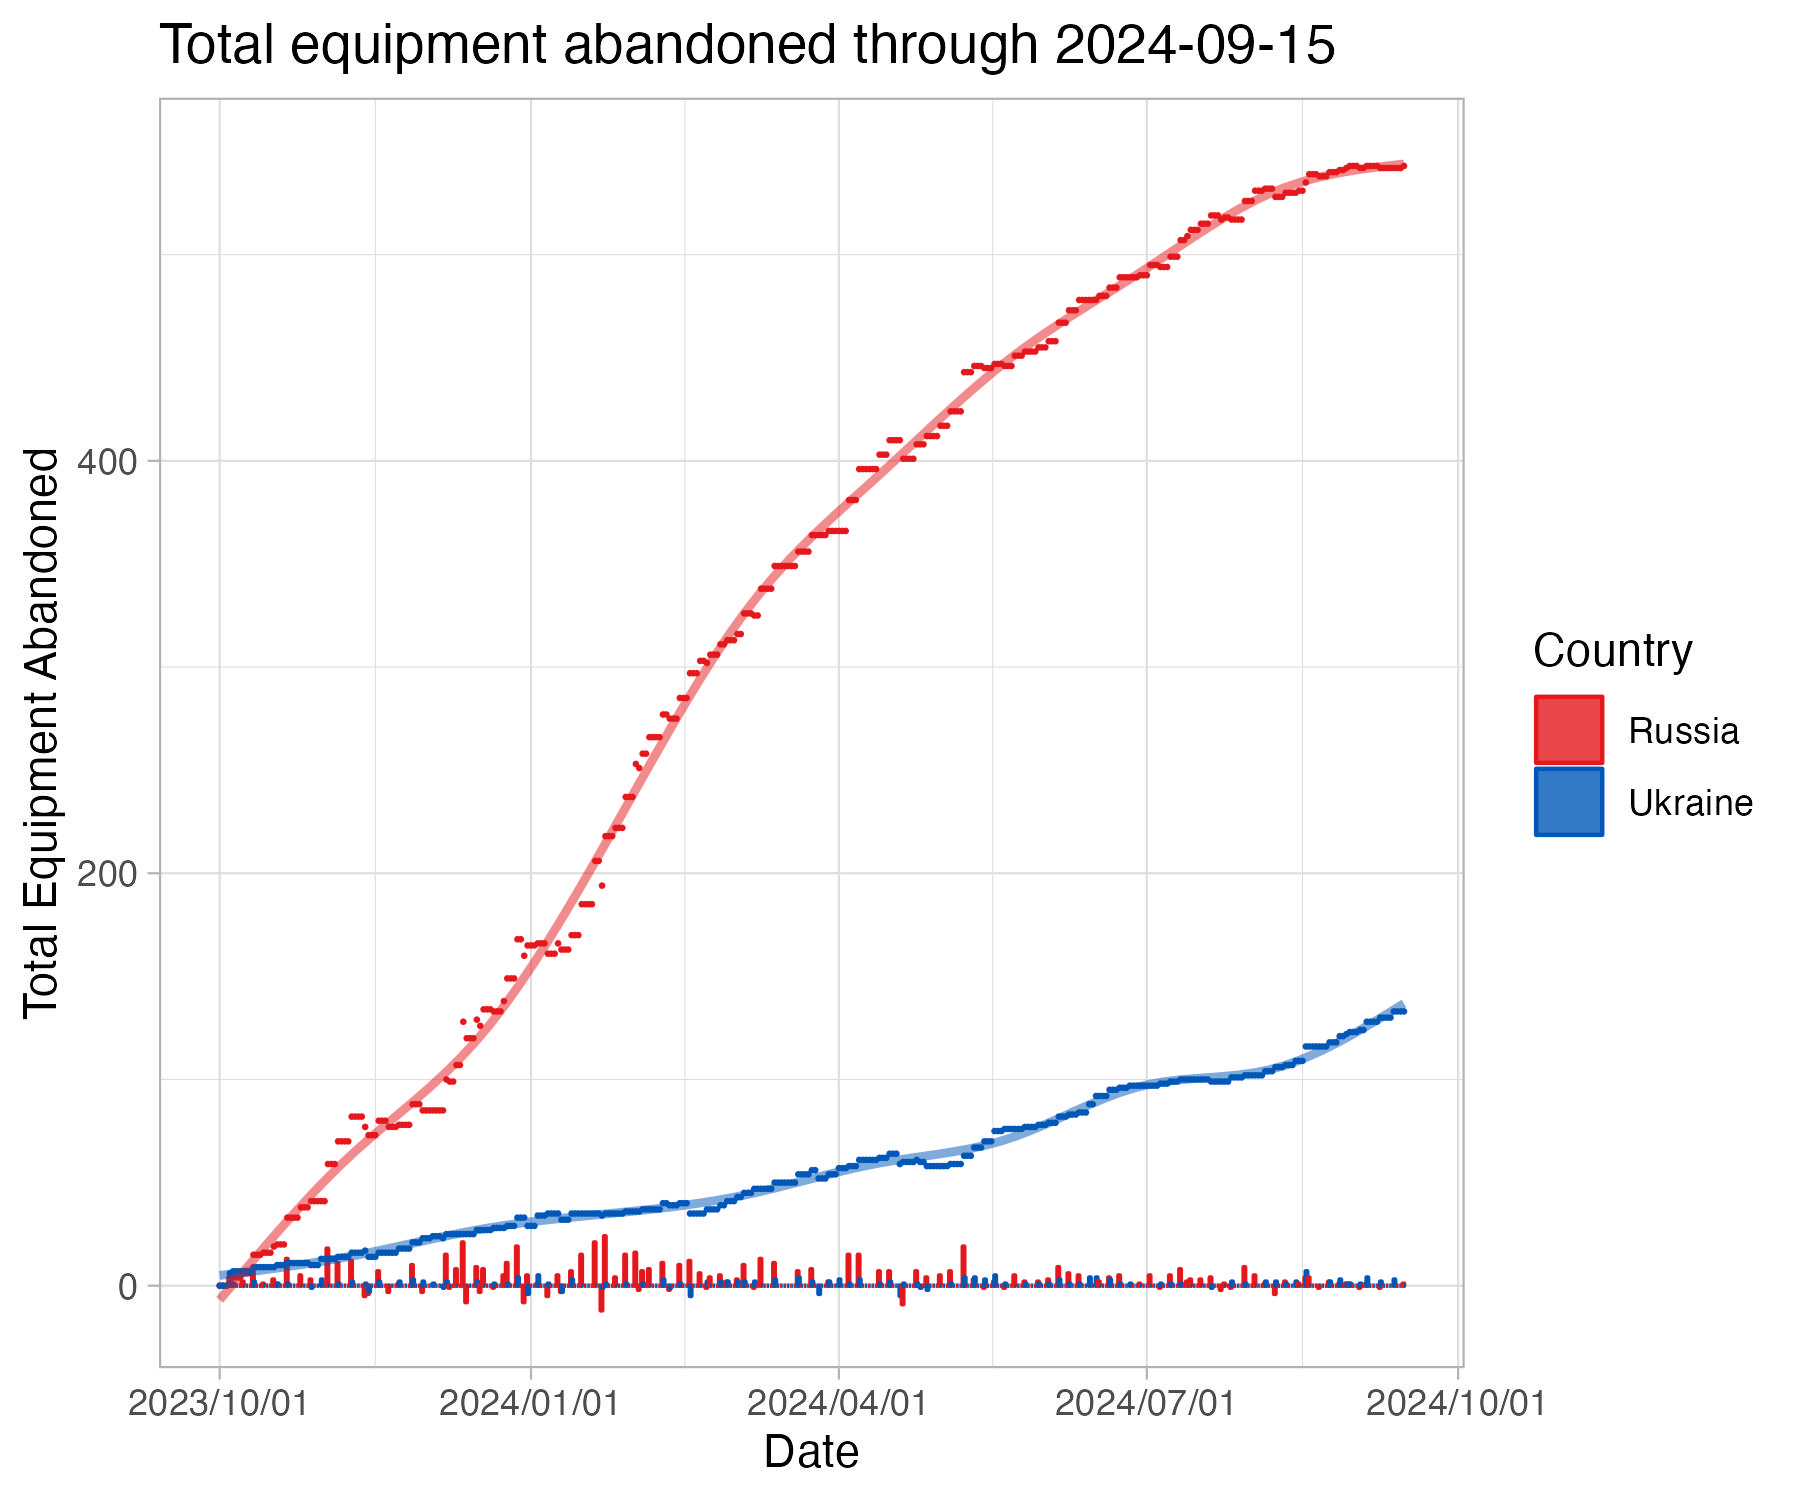 Total equipment abandoned through 2024-09-15
Total Equipment Abandoned
400
200
0
2023/10/01
2024/01/01
2024/04/01
2024/07/01
2024/10/01
Date
Country
Russia
Ukraine